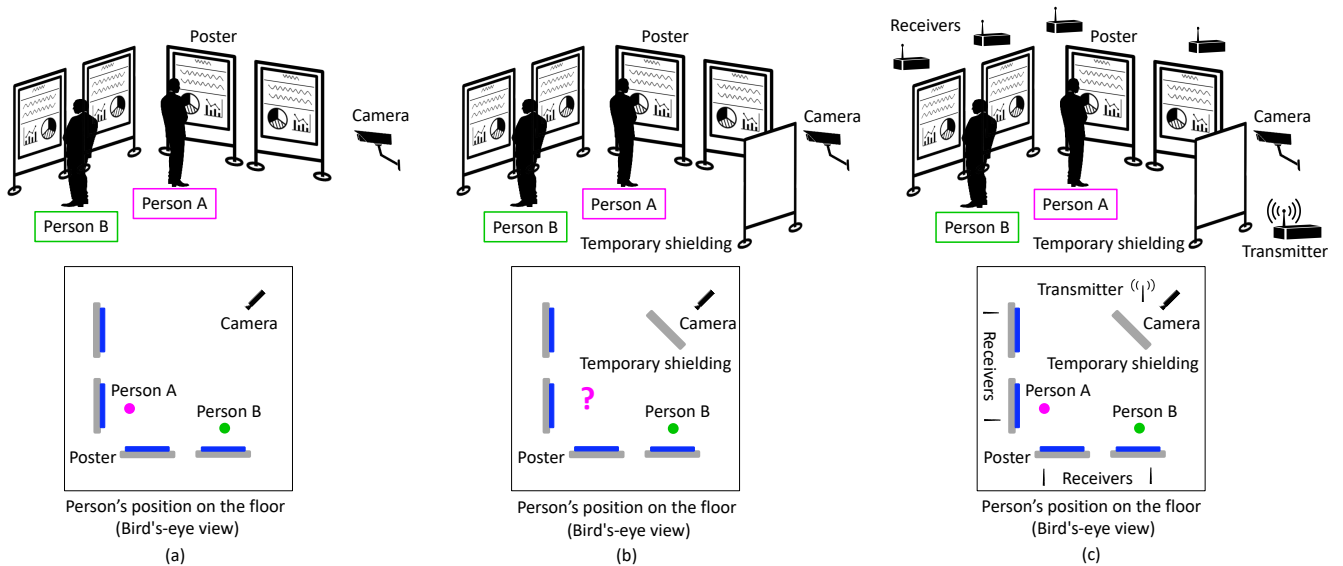 Poster
Camera
Person A
Person B
Camera
Person A
Person B
Poster
Person's position on the floor
(Bird's-eye view)
(a)
Poster
Camera
Person A
Person B
Temporary shielding
Camera
Temporary shielding
?
Person B
Poster
Person's position on the floor
(Bird's-eye view)
(b)
Receivers
Poster
Camera
Person A
Person B
Temporary shielding
Transmitter
Transmitter
Camera
Receivers
Temporary shielding
Person A
Person B
Poster
Receivers
Person's position on the floor
(Bird's-eye view)
(c)